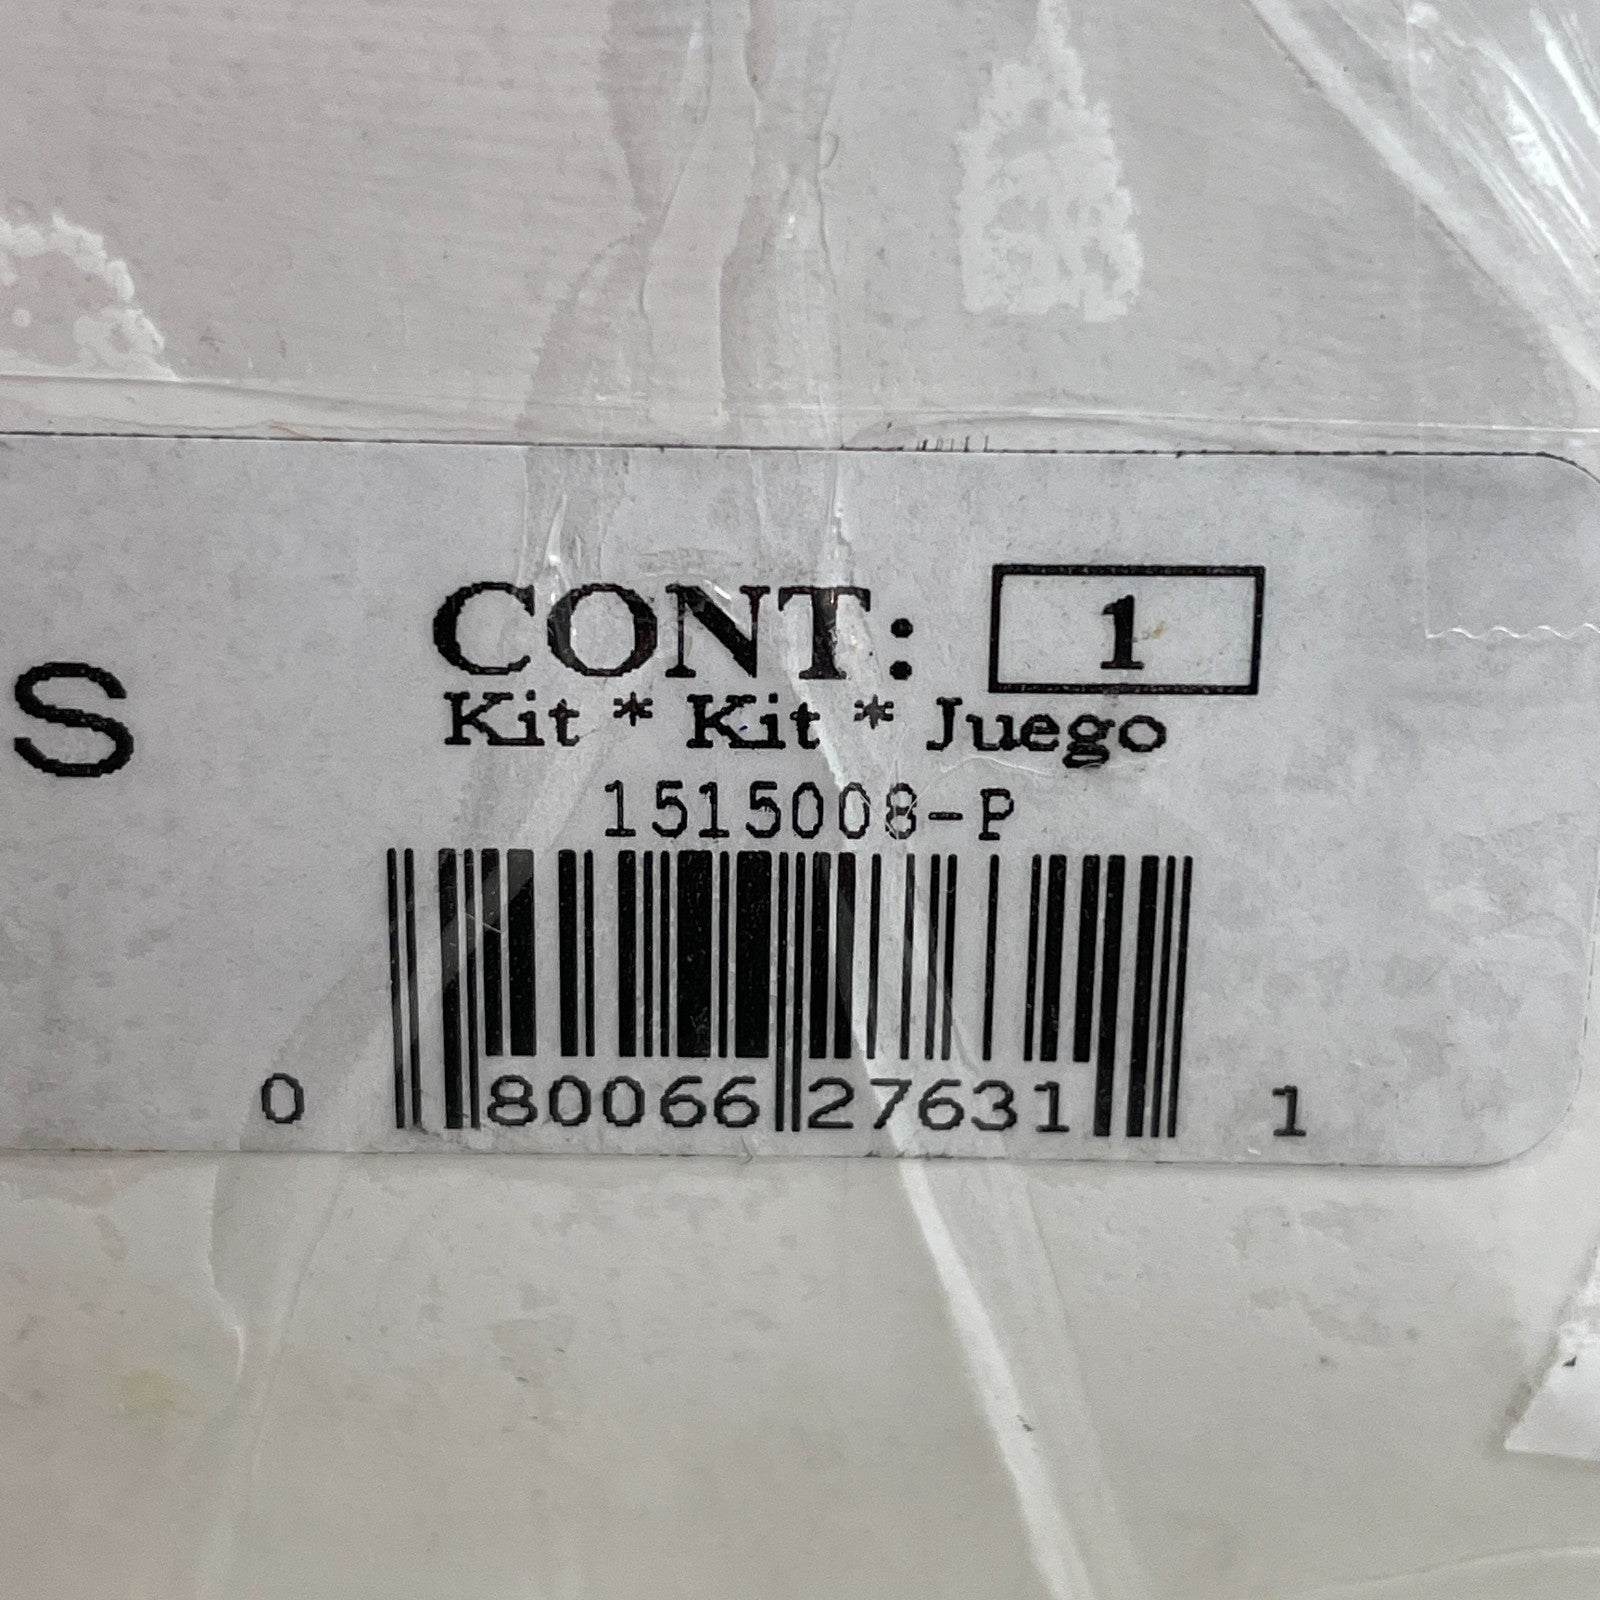 S
CONT: 1
Kit * Kit * Juego
1515008-P
0 80066 27631 1